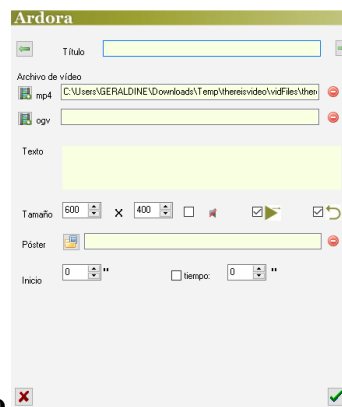 Ardora
Título
Archivo de vídeo
mp4 C:\Users\GERALDINE\Downloads\Temp\thereisvideo\vidFiles\there
ogv
Texto
Tamaño 600 X 400
Póster
Inicio 0 " tiempo: 0 "